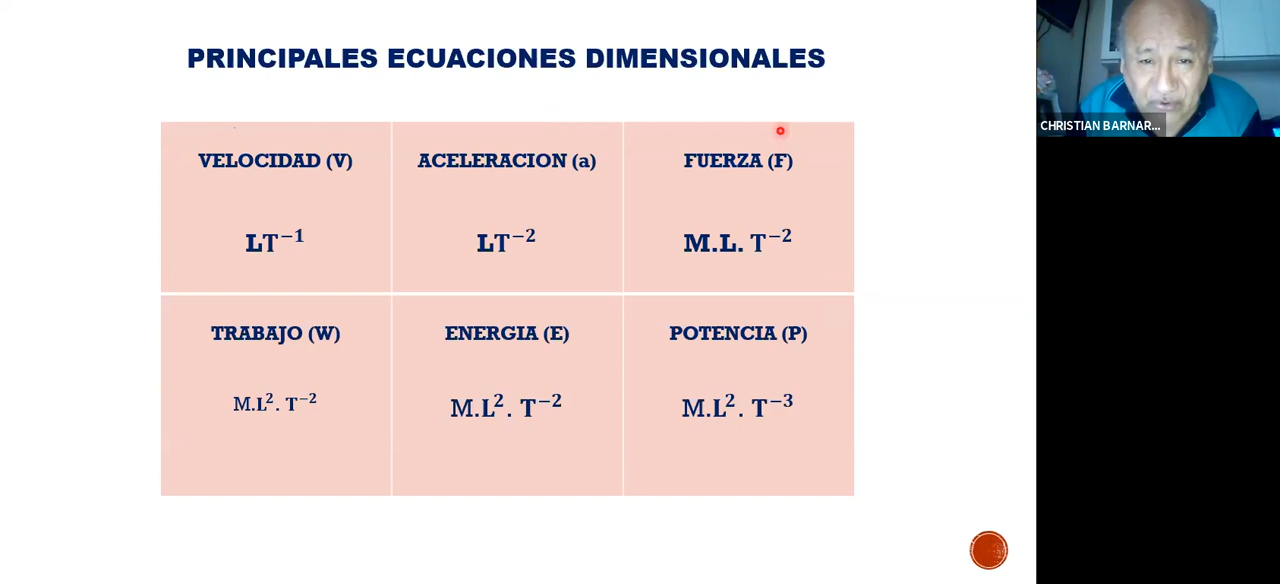 PRINCIPALES ECUACIONES DIMENSIONALES
CHRISTIAN BARNAR...
VELOCIDAD (V)
LT⁻¹
ACELERACION (a)
LT⁻²
FUERZA (F)
M.L. T⁻²
TRABAJO (W)
M.L². T⁻²
ENERGIA (E)
M.L². T⁻²
POTENCIA (P)
M.L². T⁻³